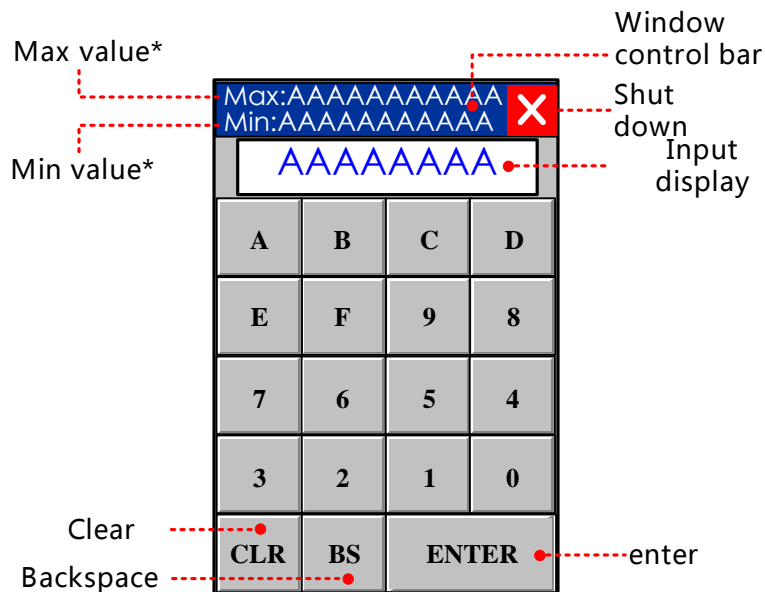 Window
control bar
Max value*
Max:AAAAAAAAAAA
Min:AAAAAAAAAAA
Shut
down
Min value*
AAAAAAAA
Input
display
A B C D
E F 9 8
7 6 5 4
3 2 1 0
Clear
CLR BS ENTER
enter
Backspace